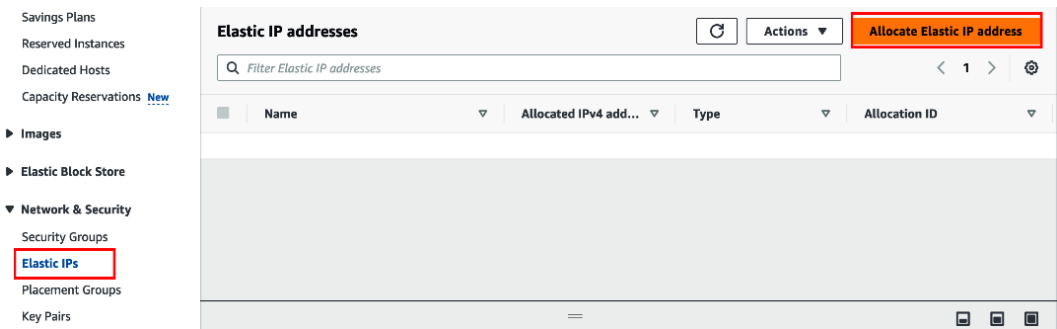 Savings Plans
Reserved Instances
Dedicated Hosts
Capacity Reservations New
Images
Elastic Block Store
Network & Security
Security Groups
Elastic IPs
Placement Groups
Key Pairs
Elastic IP addresses
Actions
Allocate Elastic IP address
Filter Elastic IP addresses
1
Name
Allocated IPv4 add...
Type
Allocation ID